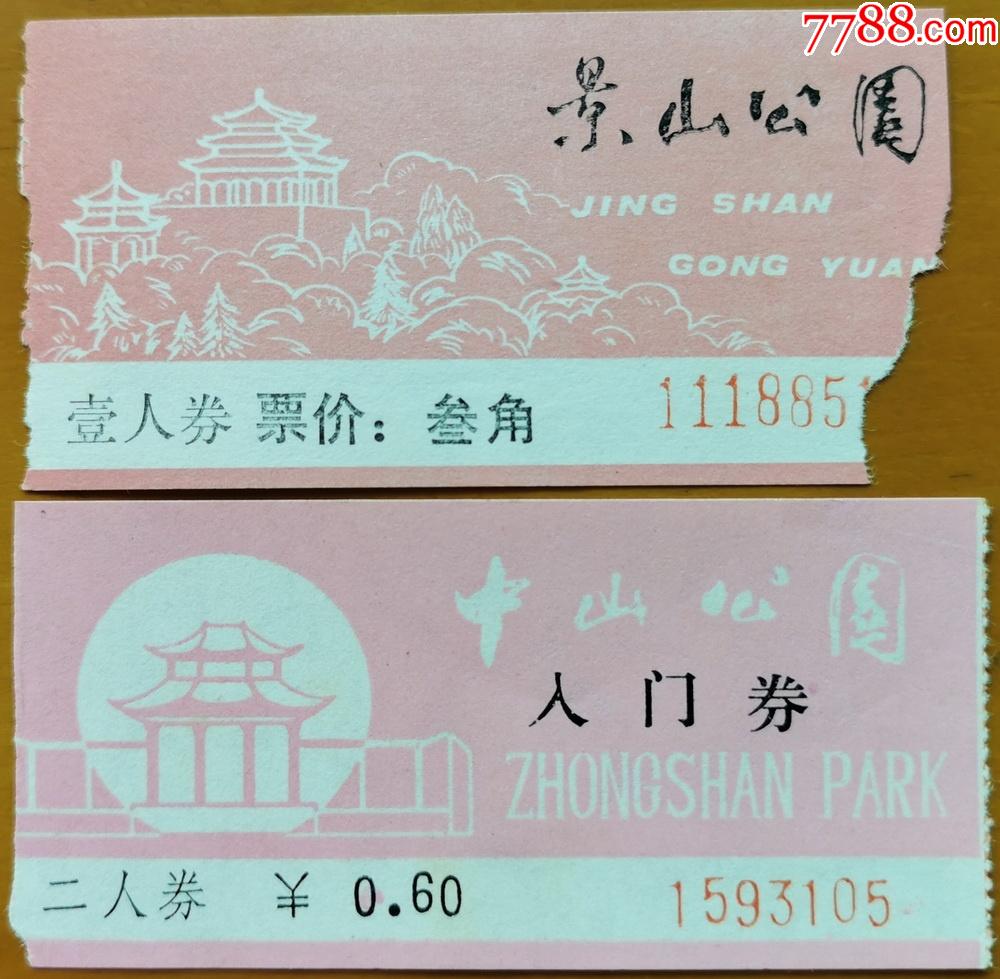 7788.com
景山公园
JING SHAN
GONG YUAN
壹人券 票价：叁角 1118851
中山公园
入门券
ZHONGSHAN PARK
二人券 ¥ 0.60 1593105